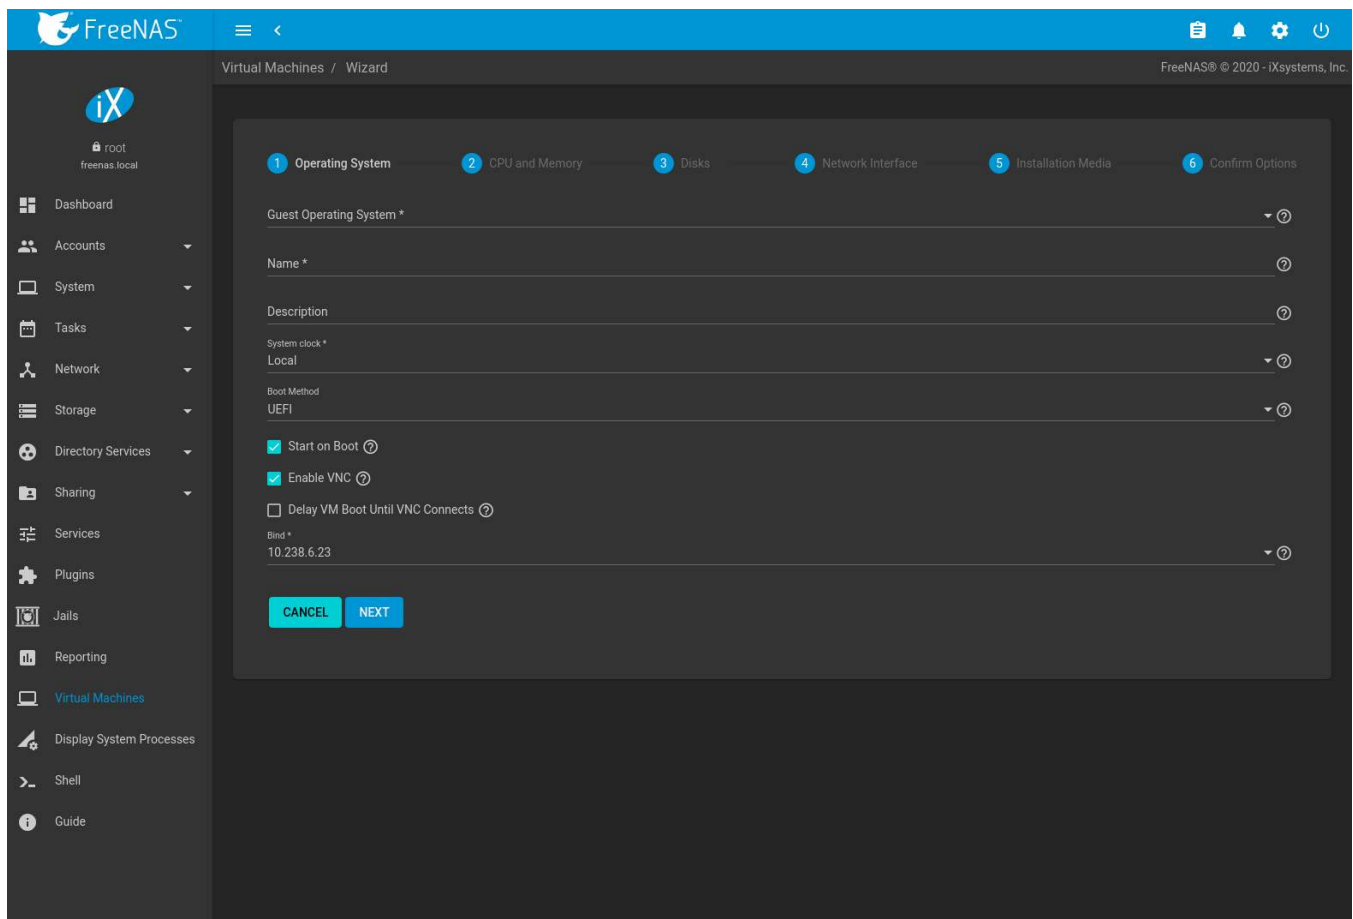 FreeNAS™
Virtual Machines / Wizard
FreeNAS® © 2020 - iXsystems, Inc.
iX
root
freenas.local
Dashboard
Accounts
System
Tasks
Network
Storage
Directory Services
Sharing
Services
Plugins
Jails
Reporting
Virtual Machines
Display System Processes
Shell
Guide
1 Operating System
2 CPU and Memory
3 Disks
4 Network Interface
5 Installation Media
6 Confirm Options
Guest Operating System *
Name *
Description
System clock *
Local
Boot Method
UEFI
Start on Boot
Enable VNC
Delay VM Boot Until VNC Connects
Bind *
10.238.6.23
CANCEL
NEXT